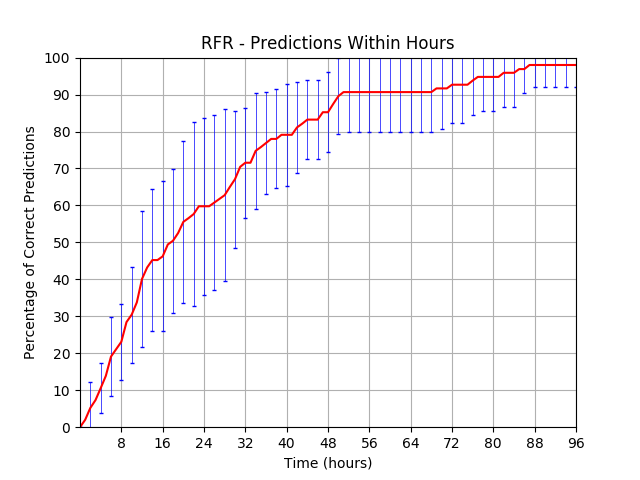 RFR - Predictions Within Hours
Percentage of Correct Predictions
100
90
80
70
60
50
40
30
20
10
0
8 16 24 32 40 48 56 64 72 80 88 96
Time (hours)